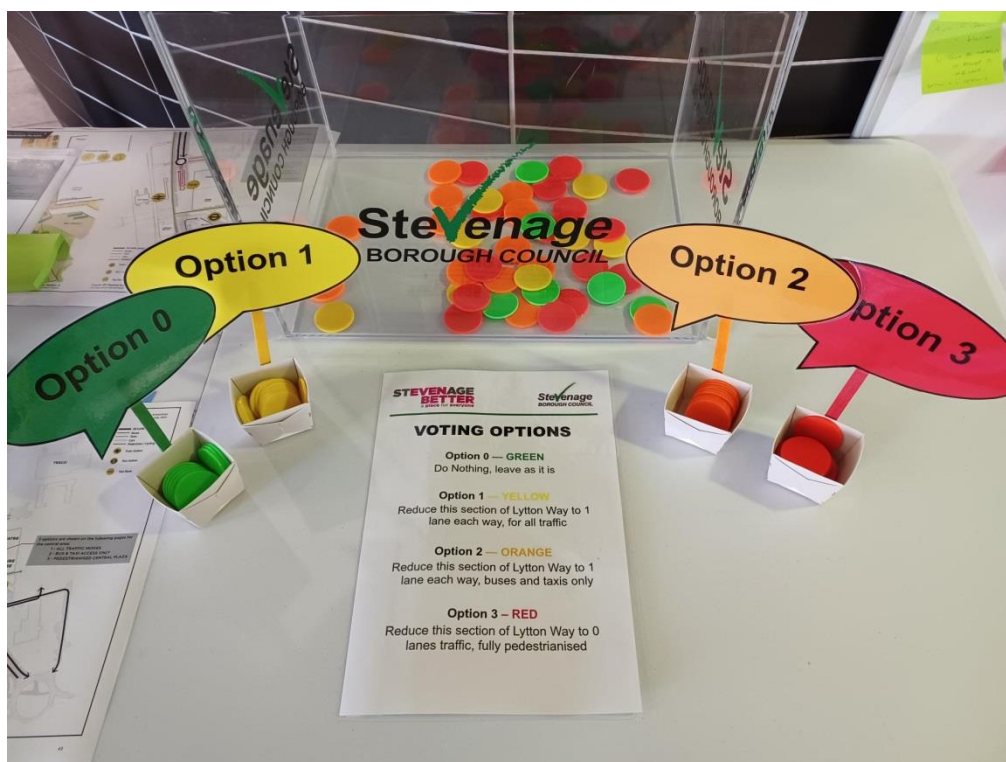 Stevenage
BOROUGH COUNCIL
Option 0
Option 1
Option 2
Option 3
STEVENAGE
BETTER
Stevenage
BOROUGH COUNCIL
VOTING OPTIONS
Option 0 — GREEN
Do Nothing, leave as it is
Option 1 — YELLOW
Reduce this section of Lytton Way to 1
lane each way, for all traffic
Option 2 — ORANGE
Reduce this section of Lytton Way to 1
lane each way, buses and taxis only
Option 3 – RED
Reduce this section of Lytton Way to 0
lanes traffic, fully pedestrianised